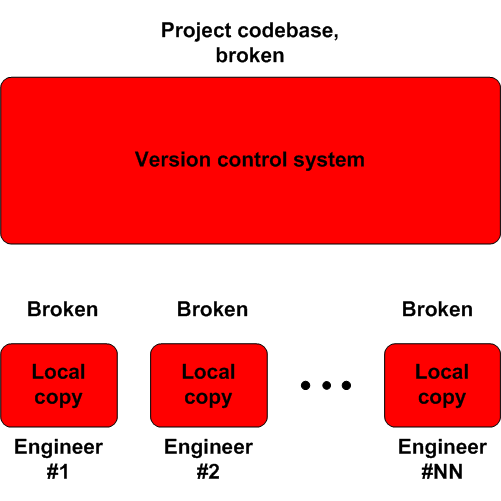 Project codebase,
broken
Version control system
Broken
Broken
Broken
Local
copy
Local
copy
Local
copy
Engineer
#1
Engineer
#2
Engineer
#NN